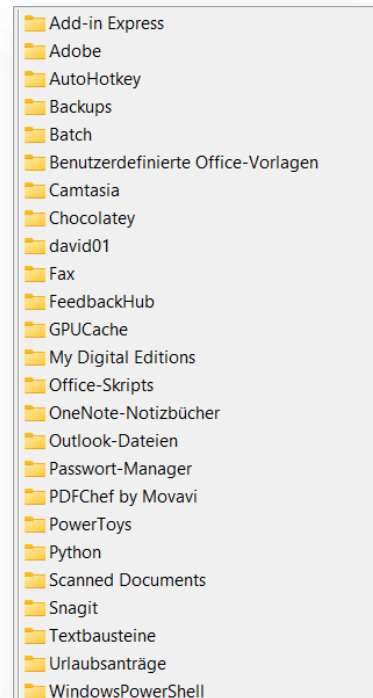 Add-in Express
Adobe
AutoHotkey
Backups
Batch
Benutzerdefinierte Office-Vorlagen
Camtasia
Chocolatey
david01
Fax
FeedbackHub
GPUCache
My Digital Editions
Office-Skripts
OneNote-Notizbücher
Outlook-Dateien
Passwort-Manager
PDFChef by Movavi
PowerToys
Python
Scanned Documents
Snagit
Textbausteine
Urlaubsanträge
WindowsPowerShell